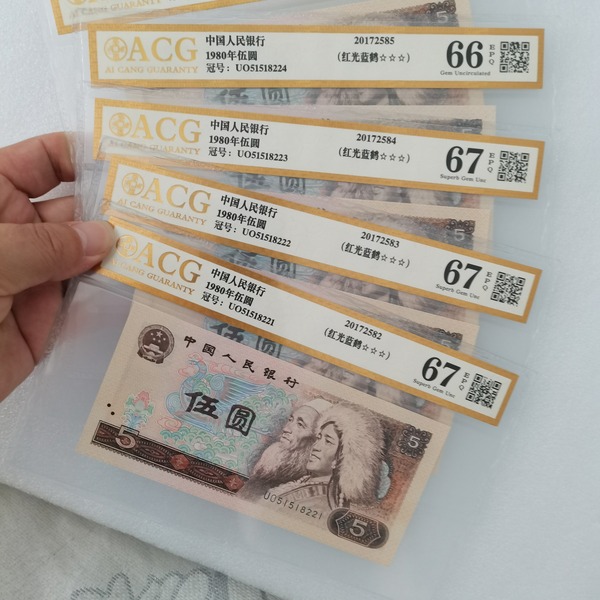 5
ACG
AI CANG GUARANTY
中国人民银行
1980年伍圆
冠号：UO51518224
20172585
(红光蓝鹤☆☆☆)
66
EPQ
Gem Uncirculated
ACG
AI CANG GUARANTY
中国人民银行
1980年伍圆
冠号：UO51518223
20172584
(红光蓝鹤☆☆☆)
67
EPQ
Superb Gem Unc
5
ACG
AI CANG GUARANTY
中国人民银行
1980年伍圆
冠号：UO51518222
20172583
(红光蓝鹤☆☆☆)
67
EPQ
Superb Gem Unc
ACG
AI CANG GUARANTY
中国人民银行
1980年伍圆
冠号：UO51518221
20172582
(红光蓝鹤☆☆☆)
67
EPQ
Superb Gem Unc
中国人民银行
伍圆
5
5
UO51518221
5